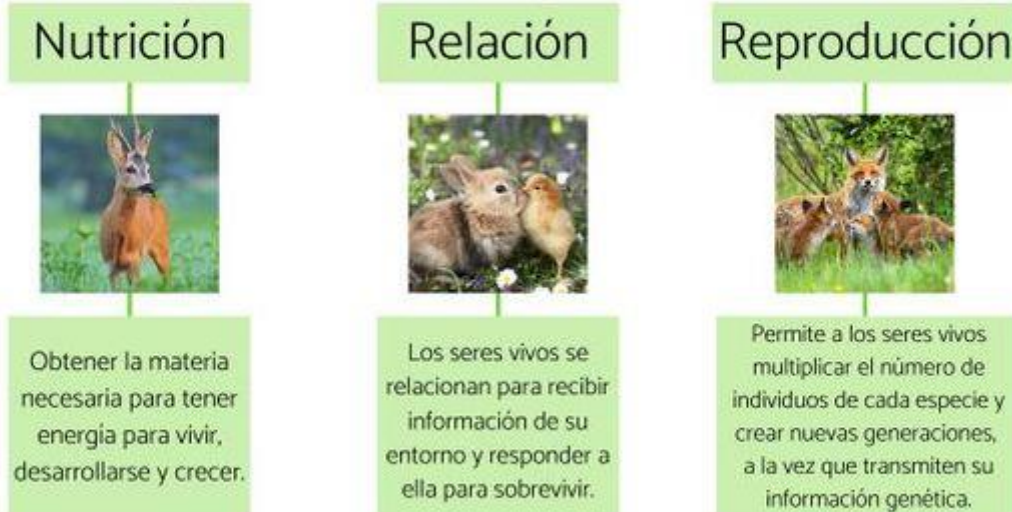 Nutrición
Obtener la materia
necesaria para tener
energía para vivir,
desarrollarse y crecer.
Relación
Los seres vivos se
relacionan para recibir
información de su
entorno y responder a
ella para sobrevivir.
Reproducción
Permite a los seres vivos
multiplicar el número de
individuos de cada especie y
crear nuevas generaciones,
a la vez que transmiten su
información genética.